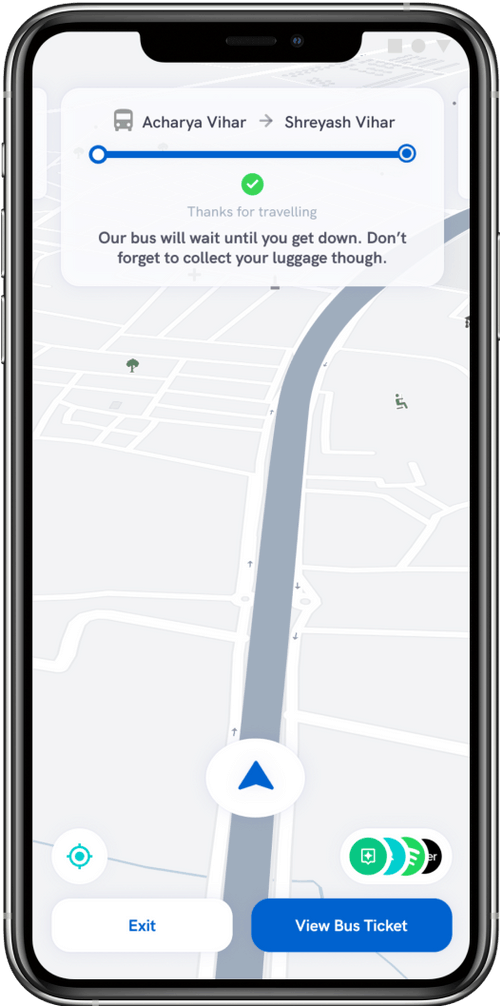 Acharya Vihar → Shreyash Vihar
Thanks for travelling
Our bus will wait until you get down. Don’t
forget to collect your luggage though.
er
Exit
View Bus Ticket